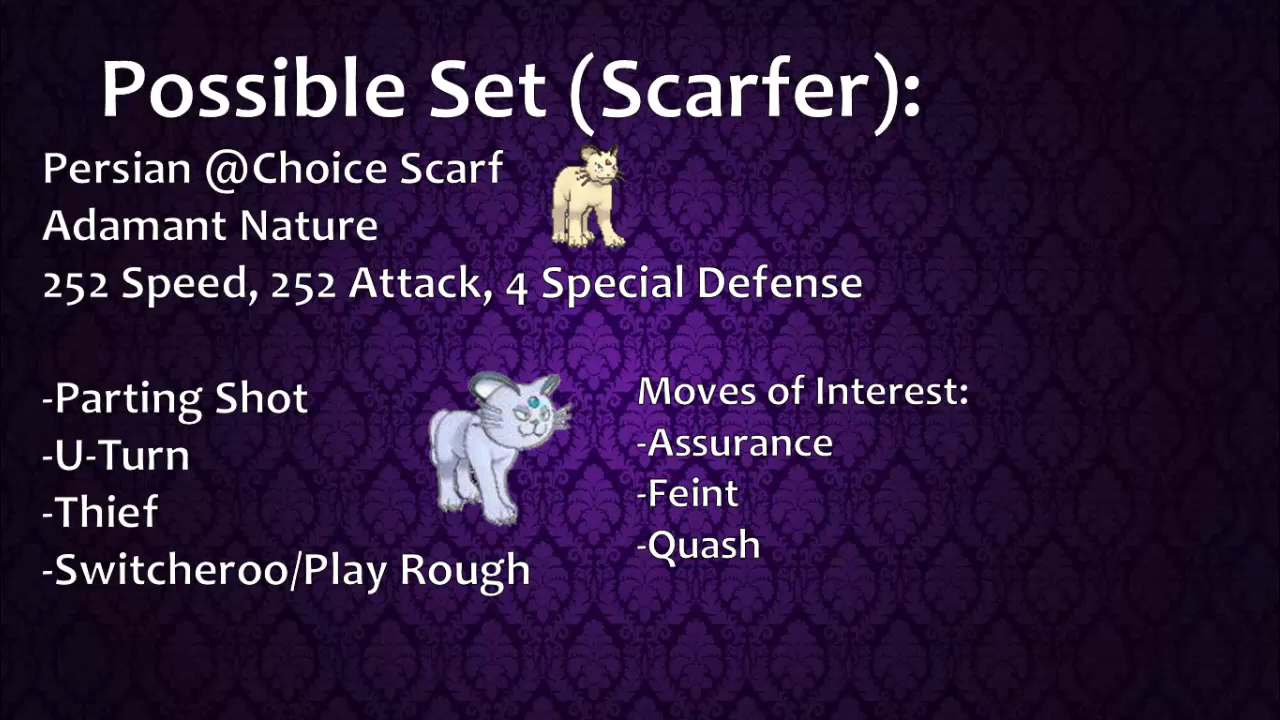 Possible Set (Scarfer):
Persian @Choice Scarf
Adamant Nature
252 Speed, 252 Attack, 4 Special Defense
-Parting Shot
-U-Turn
-Thief
-Switcheroo/Play Rough
Moves of Interest:
-Assurance
-Feint
-Quash